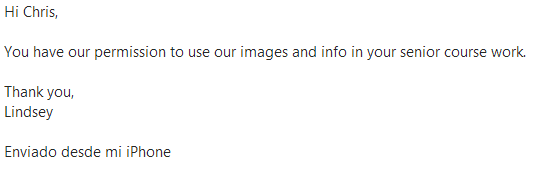 Hi Chris,
You have our permission to use our images and info in your senior course work.
Thank you,
Lindsey
Enviado desde mi iPhone